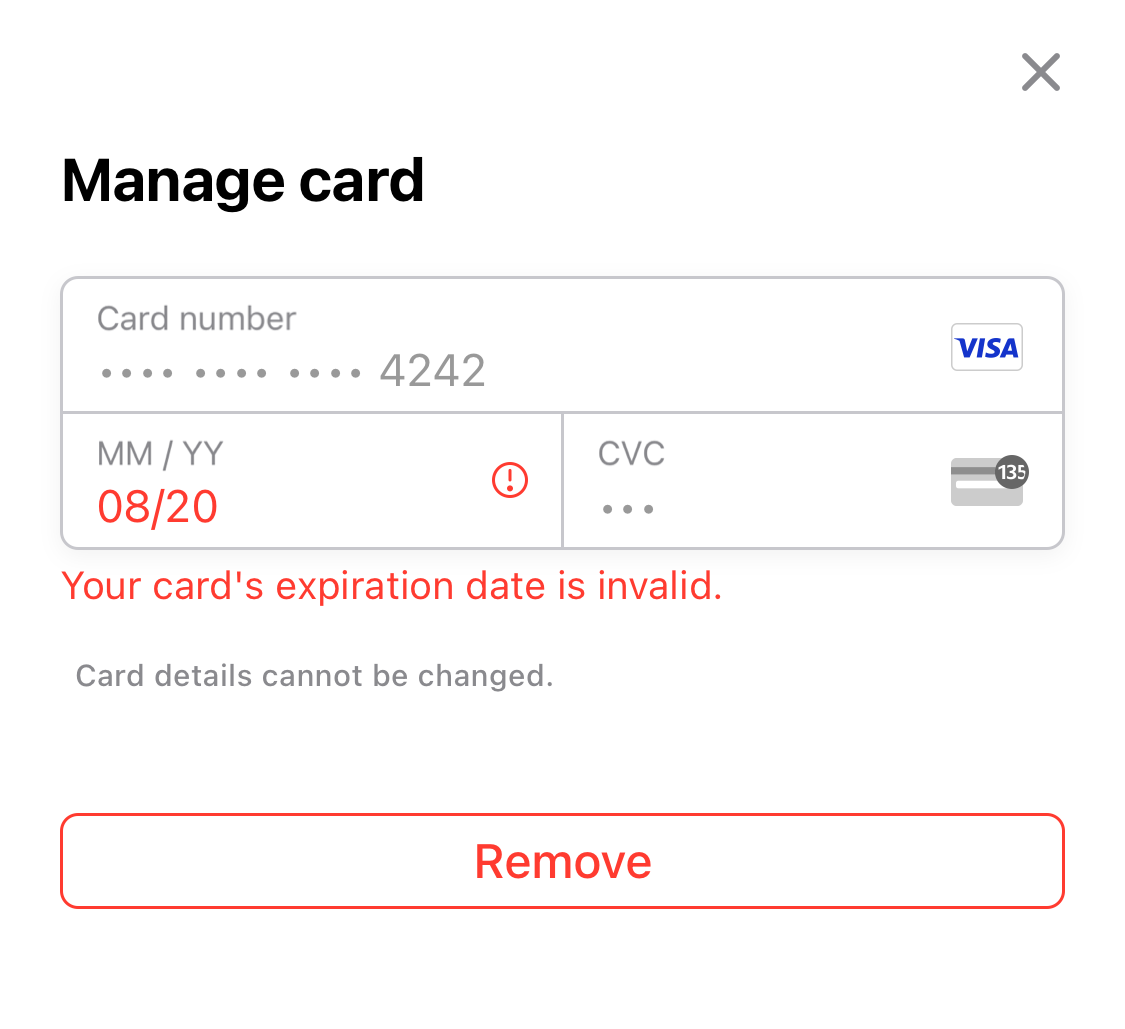 Manage card
Card number
•••• •••• •••• 4242
VISA
MM / YY
08/20
CVC
•••
135
Your card's expiration date is invalid.
Card details cannot be changed.
Remove